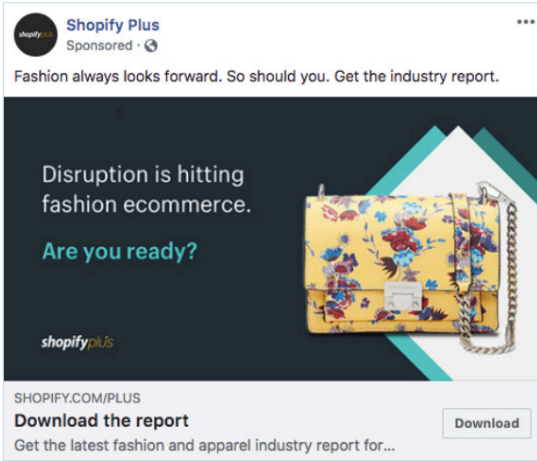 shopifyplus
Shopify Plus
Sponsored ·
Fashion always looks forward. So should you. Get the industry report.
Disruption is hitting
fashion ecommerce.
Are you ready?
shopifyplus
SHOPIFY.COM/PLUS
Download the report
Download
Get the latest fashion and apparel industry report for...